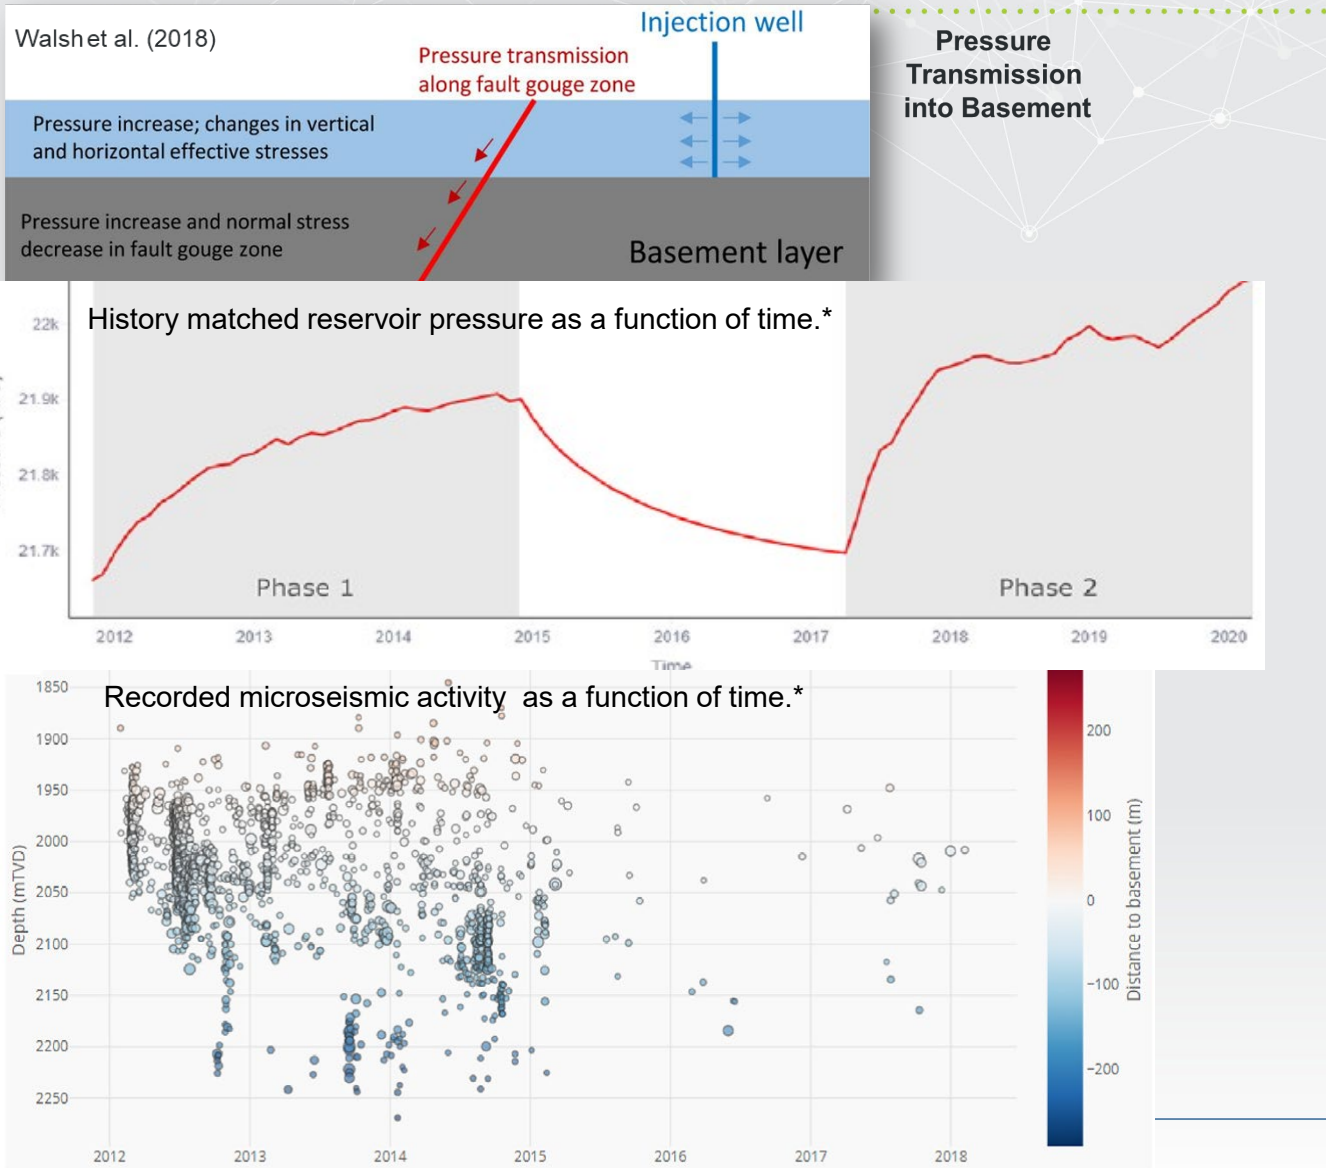 Walsh et al. (2018)
Injection well
Pressure transmission
along fault gouge zone
Pressure increase; changes in vertical
and horizontal effective stresses
Pressure increase and normal stress
decrease in fault gouge zone
Basement layer
Pressure
Transmission
into Basement
History matched reservoir pressure as a function of time.*
22k
21.9k
21.8k
21.7k
Phase 1
Phase 2
2012 2013 2014 2015 2016 2017 2018 2019 2020
Time
Recorded microseismic activity as a function of time.*
Depth (mTVD)
1850
1900
1950
2000
2050
2100
2150
2200
2250
2012 2013 2014 2015 2016 2017 2018
200
100
0
−100
−200
Distance to basement (m)